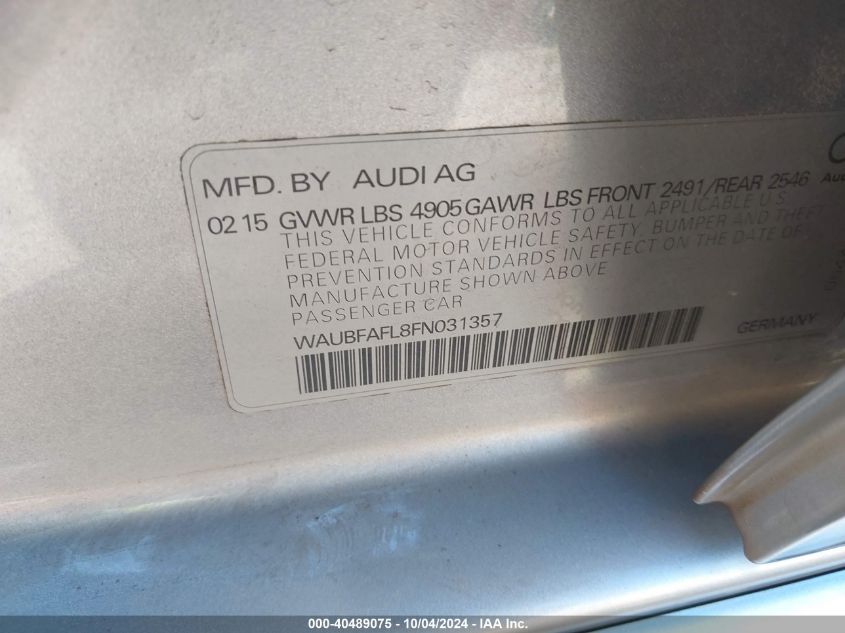 MFD. BY AUDI AG
02 15 GVWR LBS 4905 GAWR LBS FRONT 2491/REAR 2546
THIS VEHICLE CONFORMS TO ALL APPLICABLE U.S.
FEDERAL MOTOR VEHICLE SAFETY, BUMPER AND THEFT
PREVENTION STANDARDS IN EFFECT ON THE DATE OF
MANUFACTURE SHOWN ABOVE
PASSENGER CAR
WAUBFAFL8FN031357
GERMANY
000-40489075 - 10/04/2024 - IAA Inc.